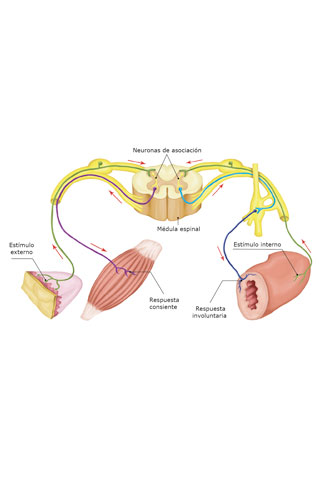 Neuronas de asociación
Médula espinal
Estímulo
externo
Estímulo interno
Respuesta
consiente
Respuesta
involuntaria